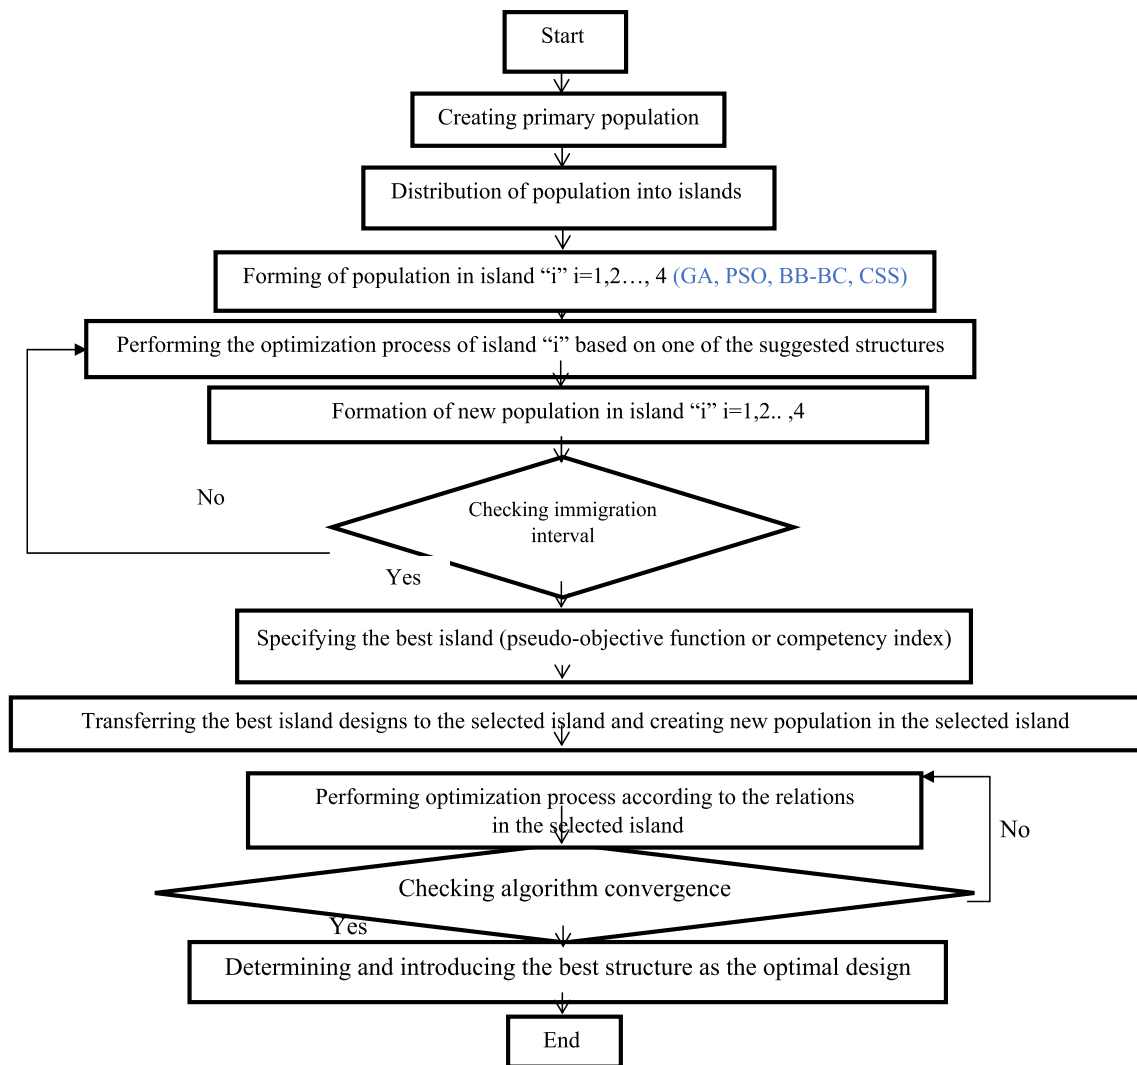 Start
Creating primary population
Distribution of population into islands
Forming of population in island “i” i=1,2…, 4 (GA, PSO, BB-BC, CSS)
Performing the optimization process of island “i” based on one of the suggested structures
Formation of new population in island “i” i=1,2.. ,4
No
Checking immigration
interval
Yes
Specifying the best island (pseudo-objective function or competency index)
Transferring the best island designs to the selected island and creating new population in the selected island
Performing optimization process according to the relations
in the selected island
No
Checking algorithm convergence
Yes
Determining and introducing the best structure as the optimal design
End